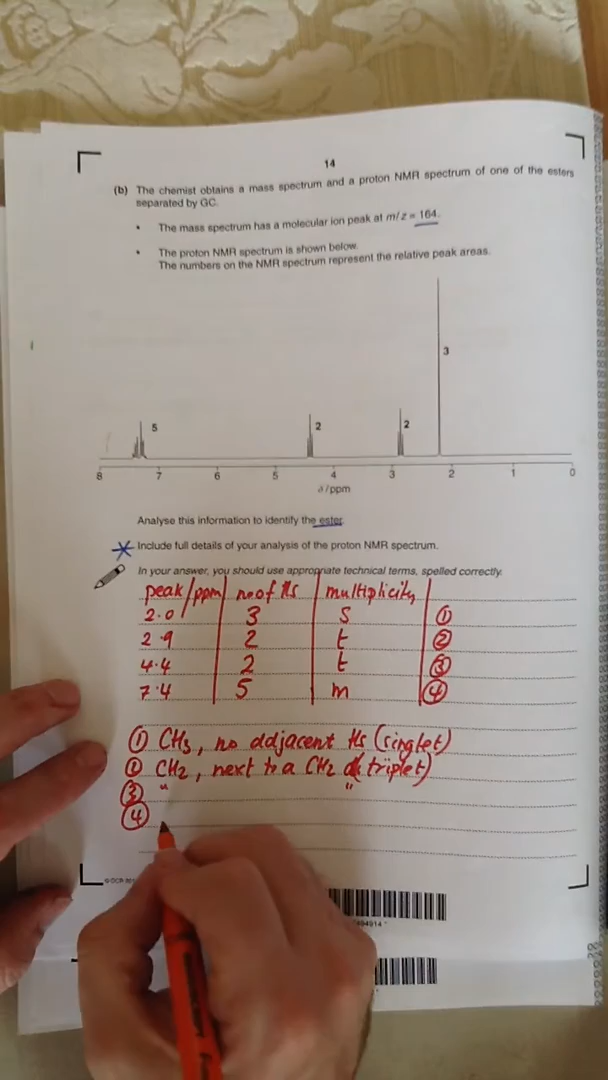 14
(b) The chemist obtains a mass spectrum and a proton NMR spectrum of one of the esters
separated by GC.
• The mass spectrum has a molecular ion peak at m/z = 164.
• The proton NMR spectrum is shown below.
The numbers on the NMR spectrum represent the relative peak areas.
3
5 2 2
8 7 6 5 4 3 2 1 0
δ/ppm
Analyse this information to identify the ester.
Include full details of your analysis of the proton NMR spectrum.
In your answer, you should use appropriate technical terms, spelled correctly.
peak/ppm no of Hs multiplicity
2.0 3 s ①
2.9 2 t ②
4.4 2 t ③
7.4 5 m ④
① CH3, no adjacent Hs (singlet)
② CH2, next to a CH2 (triplet)
③ " "
④
© OCR